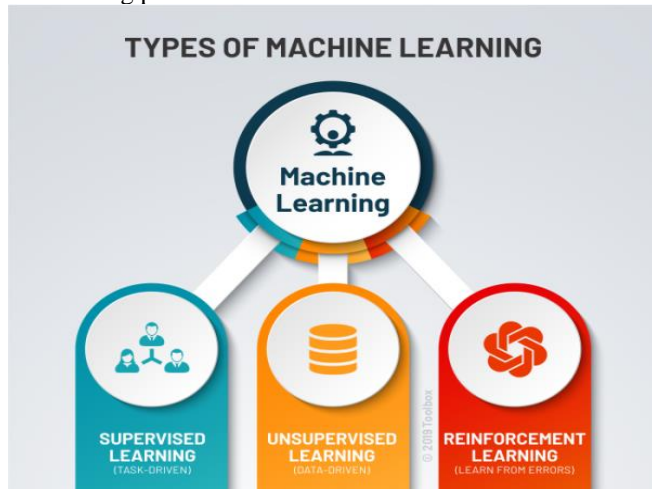 TYPES OF MACHINE LEARNING
Machine
Learning
SUPERVISED
LEARNING
(TASK-DRIVEN)
UNSUPERVISED
LEARNING
(DATA-DRIVEN)
REINFORCEMENT
LEARNING
(LEARN FROM ERRORS)
© 2019 Toolbox